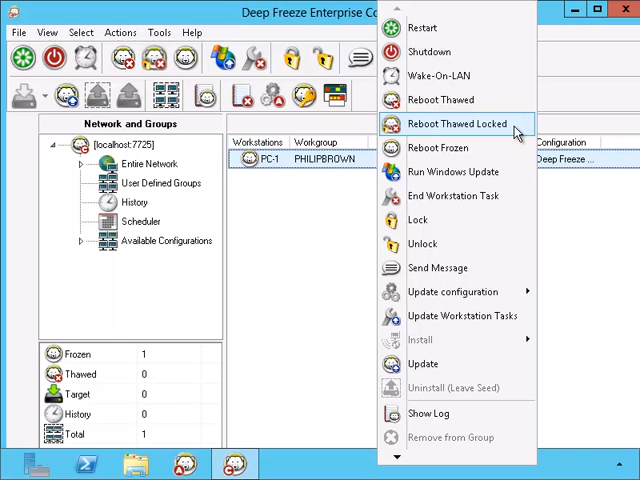 Deep Freeze Enterprise Co
File View Select Actions Tools Help
Network and Groups
[localhost:7725]
Entire Network
User Defined Groups
History
Scheduler
Available Configurations
Frozen 1
Thawed 0
Target 0
History 0
Total 1
Workstations Workgroup Configuration
PC-1 PHILIPBROWN Deep Freeze ...
Restart
Shutdown
Wake-On-LAN
Reboot Thawed
Reboot Thawed Locked
Reboot Frozen
Run Windows Update
End Workstation Task
Lock
Unlock
Send Message
Update configuration
Update Workstation Tasks
Install
Update
Uninstall (Leave Seed)
Show Log
Remove from Group